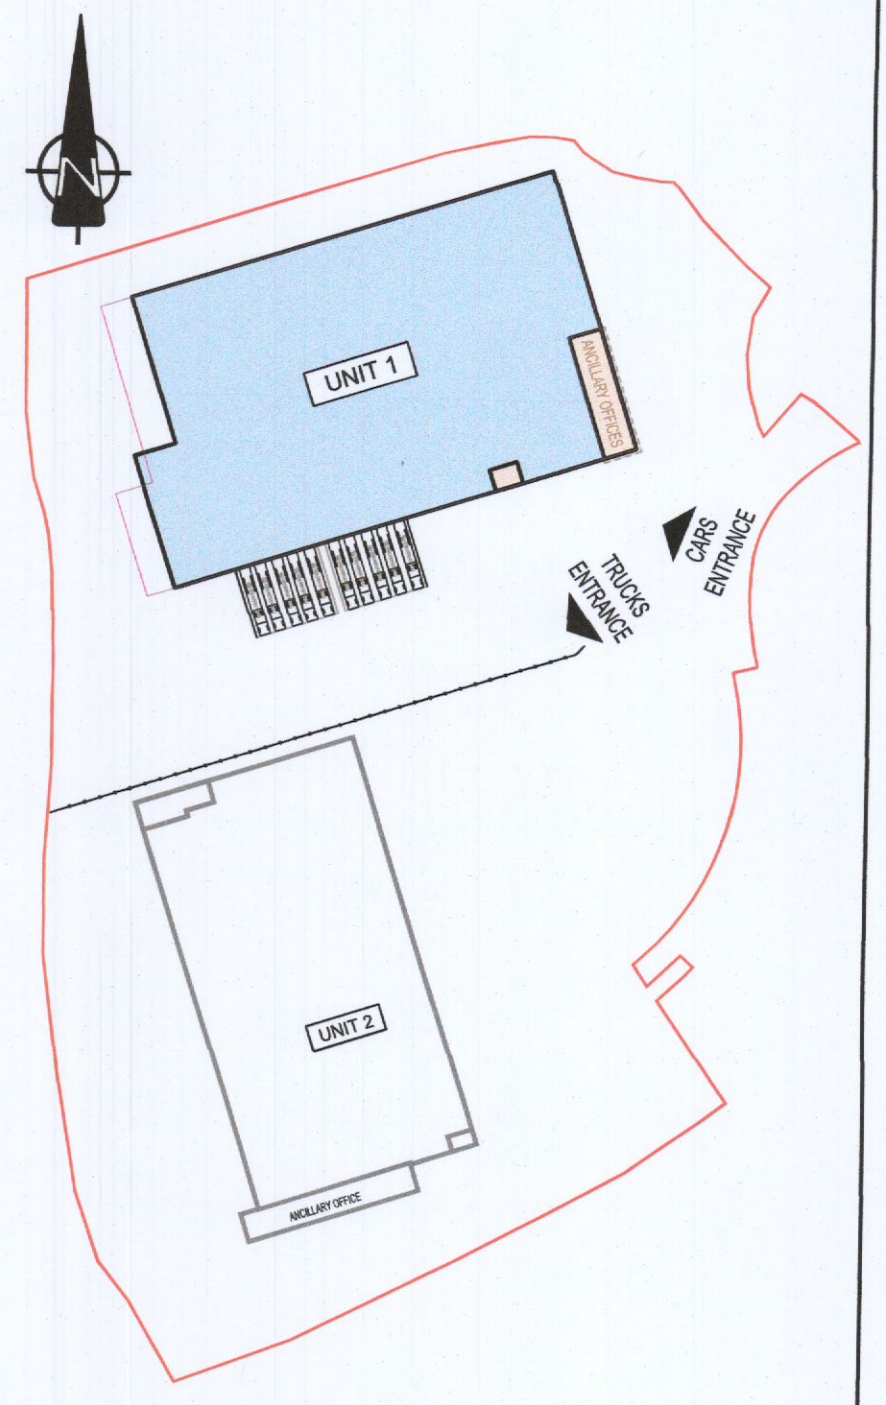 N
UNIT 1
ANCILLARY OFFICES
CARS
ENTRANCE
TRUCKS
ENTRANCE
UNIT 2
ANCILLARY OFFICE